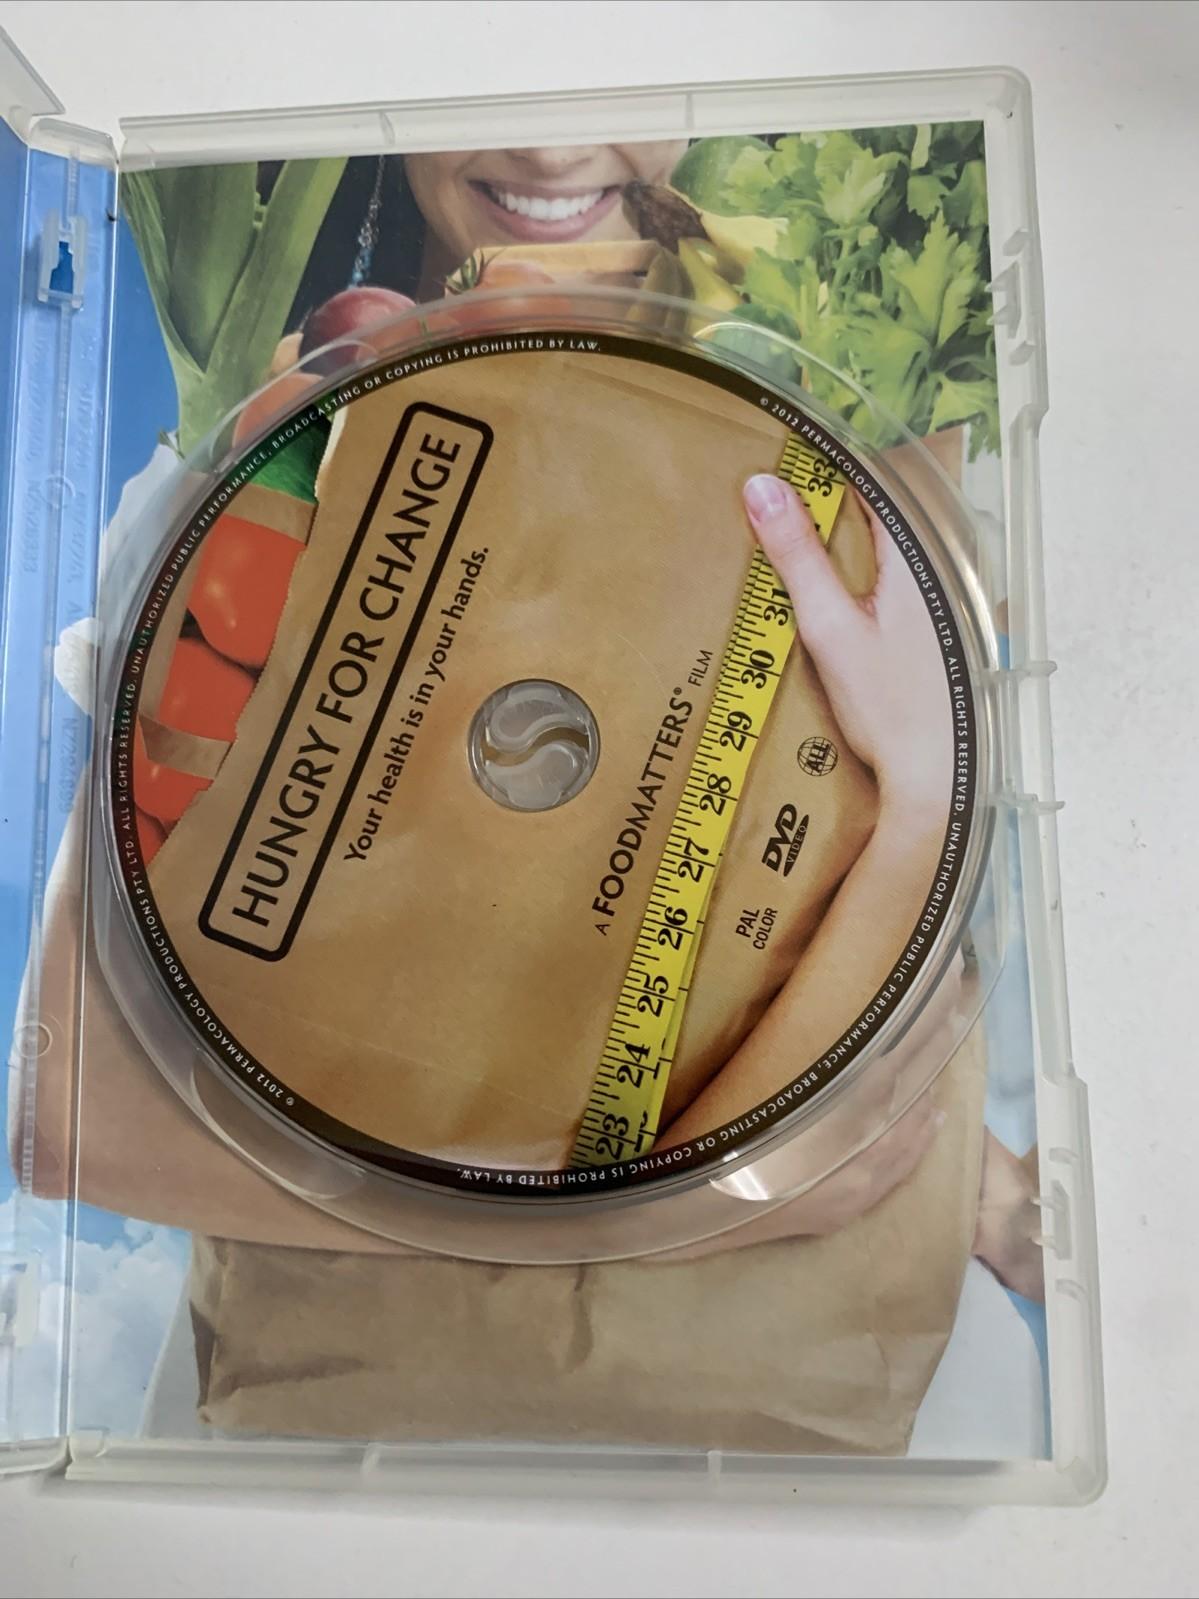 HUNGRY FOR CHANGE
Your health is in your hands.
A FOODMATTERS® FILM
33
31
30
29
28
27
26
25
24
23
ALL
DVD
VIDEO
PAL
COLOR
© 2012 PERMACOLOGY PRODUCTIONS PTY LTD. ALL RIGHTS RESERVED. UNAUTHORIZED PUBLIC PERFORMANCE, BROADCASTING OR COPYING IS PROHIBITED BY LAW.
© 2012 PERMACOLOGY PRODUCTIONS PTY LTD. ALL RIGHTS RESERVED. UNAUTHORIZED PUBLIC PERFORMANCE, BROADCASTING OR COPYING IS PROHIBITED BY LAW.